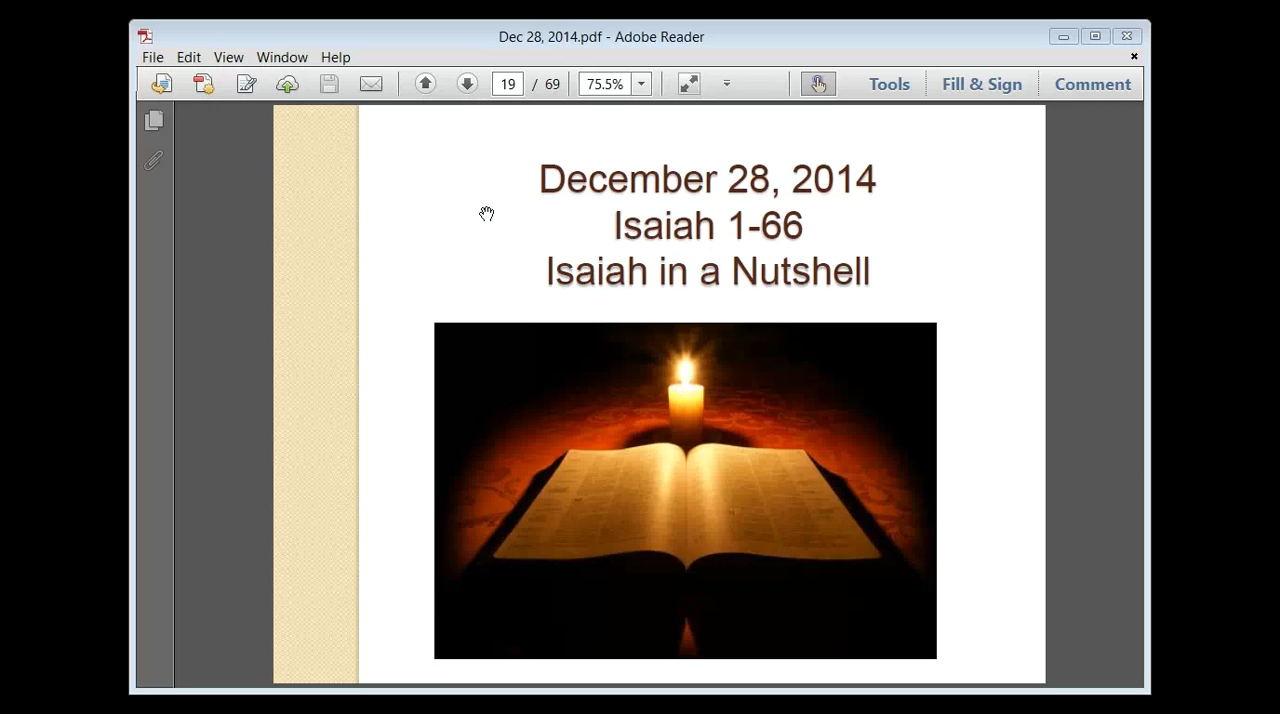 Dec 28, 2014.pdf - Adobe Reader
File Edit View Window Help
19 / 69 75.5% Tools Fill & Sign Comment
December 28, 2014
Isaiah 1-66
Isaiah in a Nutshell